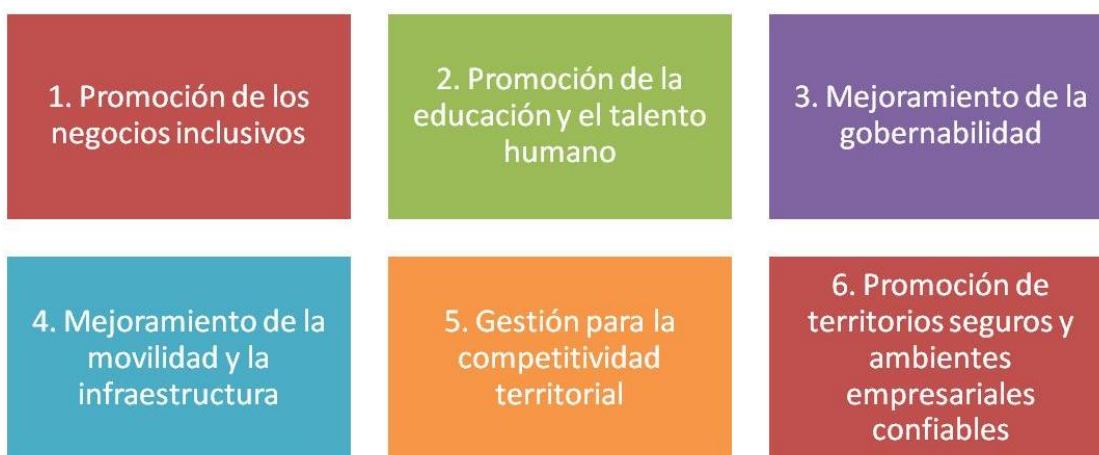 1. Promoción de los
negocios inclusivos
2. Promoción de la
educación y el talento
humano
3. Mejoramiento de la
gobernabilidad
4. Mejoramiento de la
movilidad y la
infraestructura
5. Gestión para la
competitividad
territorial
6. Promoción de
territorios seguros y
ambientes
empresariales
confiables